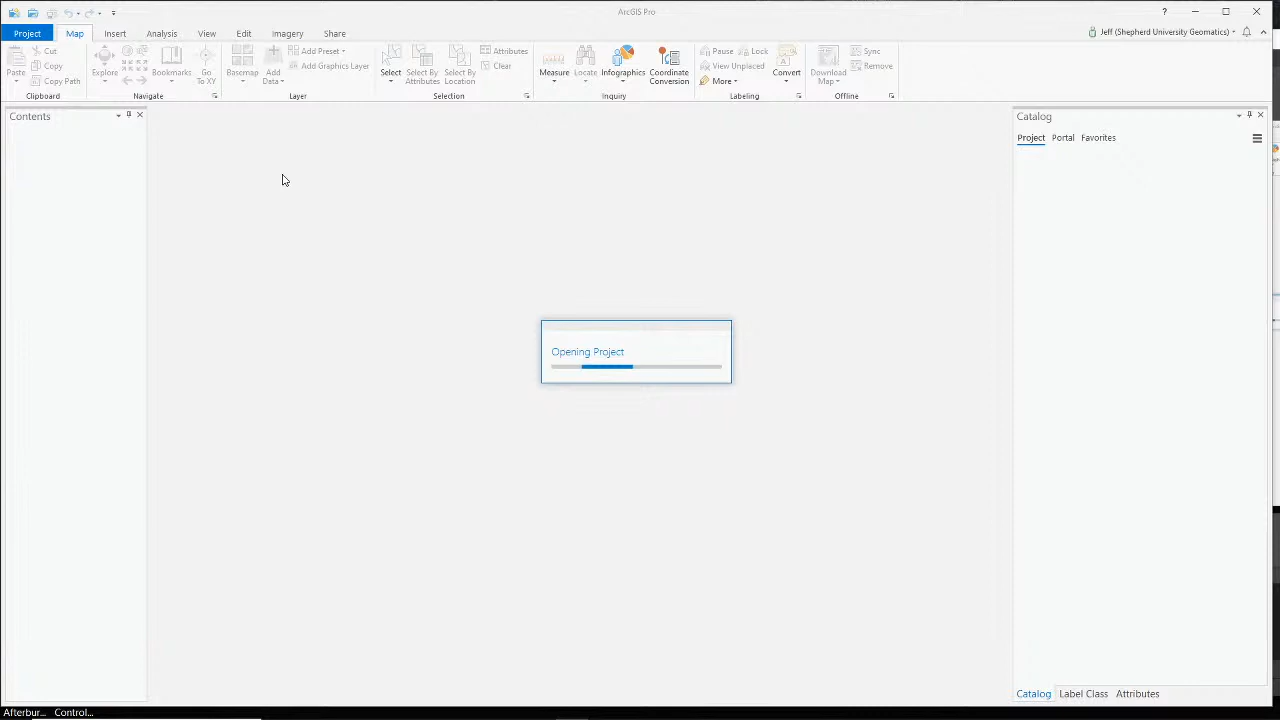 ArcGIS Pro
?
Project Map Insert Analysis View Edit Imagery Share
Jeff (Shepherd University Geomatics)
Paste
Cut
Copy
Copy Path
Clipboard
Explore
Bookmarks
Go
To XY
Navigate
Basemap
Add
Data
Add Preset
Add Graphics Layer
Layer
Select
Select By
Attributes
Select By
Location
Attributes
Clear
Selection
Measure
Locate
Infographics
Coordinate
Conversion
Inquiry
Pause
Lock
View Unplaced
More
Convert
Labeling
Download
Map
Sync
Remove
Offline
Contents
Catalog
Project Portal Favorites
Opening Project
Catalog Label Class Attributes
Afterbur... Control...